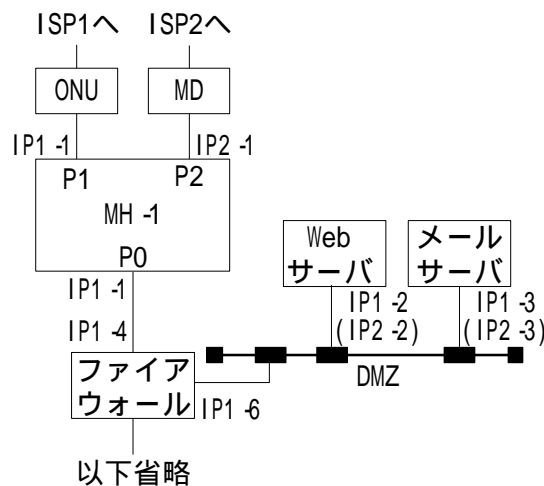 ISP1へ ISP2へ
ONU MD
IP1-1 IP2-1
P1 P2
MH-1
P0
IP1-1
IP1-4
Web
サーバ
メール
サーバ
IP1-2
(IP2-2)
IP1-3
(IP2-3)
DMZ
ファイア
ウォール
IP1-6
以下省略